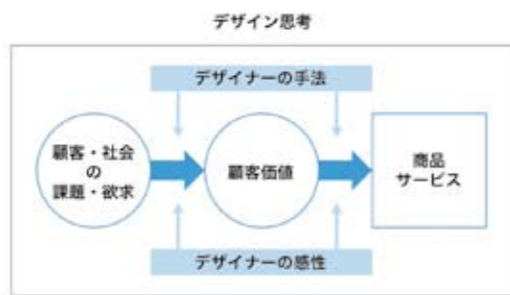 デザイン思考
デザイナーの手法
顧客・社会
の
課題・欲求
顧客価値
商品
サービス
デザイナーの感性